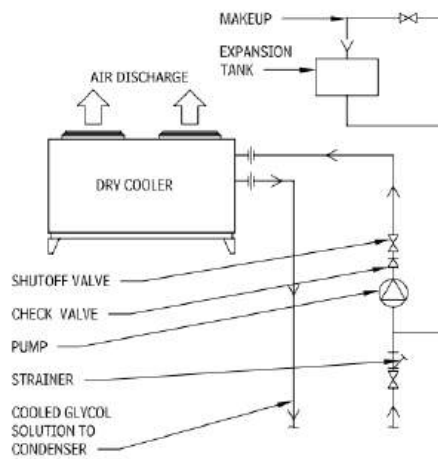 MAKEUP
EXPANSION
TANK
AIR DISCHARGE
DRY COOLER
SHUTOFF VALVE
CHECK VALVE
PUMP
STRAINER
COOLED GLYCOL
SOLUTION TO
CONDENSER